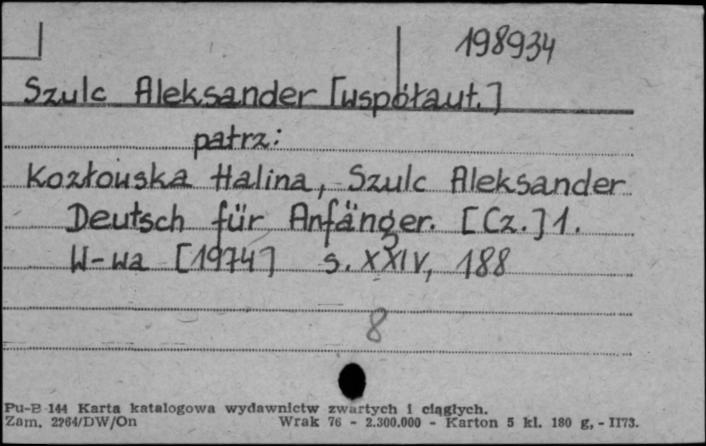 198934
Szulc Aleksander [współaut.]
patrz:
Kozłowska Halina, Szulc Aleksander
Deutsch für Anfänger. [Cz.] 1.
W-wa [1974] s. XXIV, 188
8
Pu-B 144 Karta katalogowa wydawnictw zwartych i ciągłych.
Zam. 2264/DW/On Wrak 76 - 2.300.000 - Karton 5 kl. 180 g, - II73.